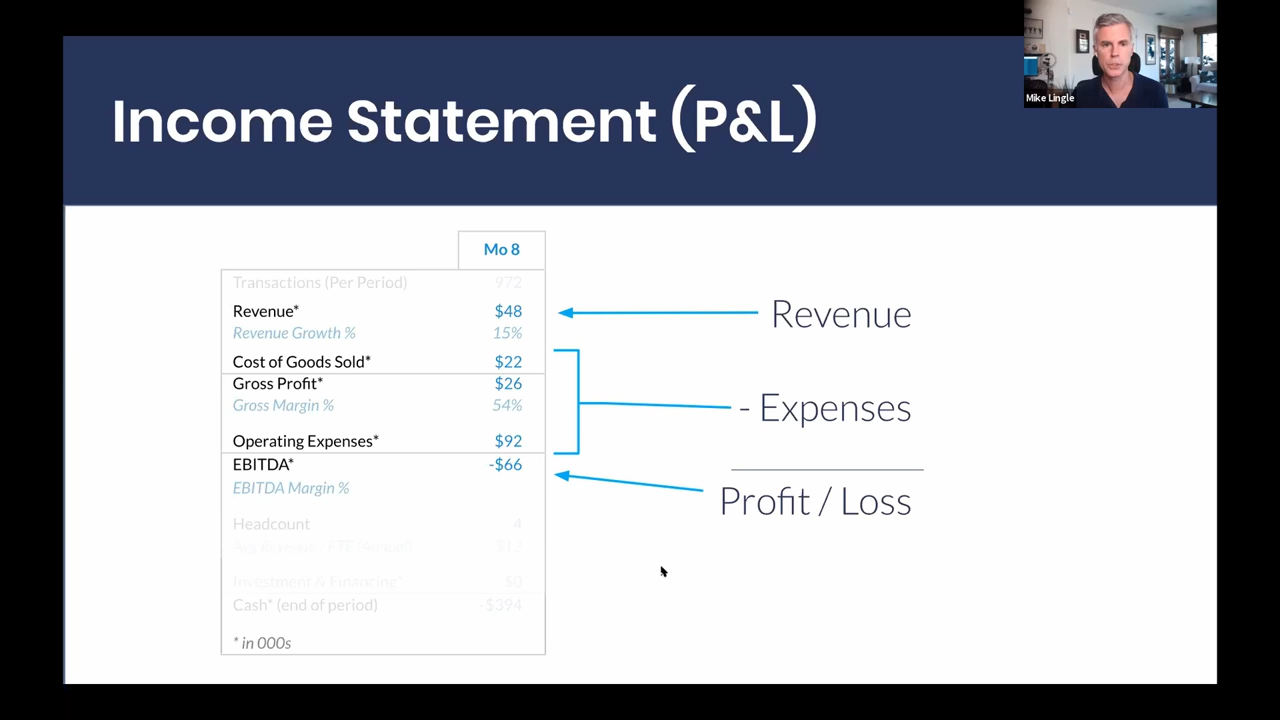 Mike Lingle
Income Statement (P&L)
Mo 8
Transactions (Per Period) 972
Revenue* $48
Revenue Growth % 15%
Cost of Goods Sold* $22
Gross Profit* $26
Gross Margin % 54%
Operating Expenses* $92
EBITDA* -$66
EBITDA Margin %
Headcount 4
Investment & Financing* $0
Cash* (end of period) -$394
* in 000s
Revenue
- Expenses
Profit / Loss